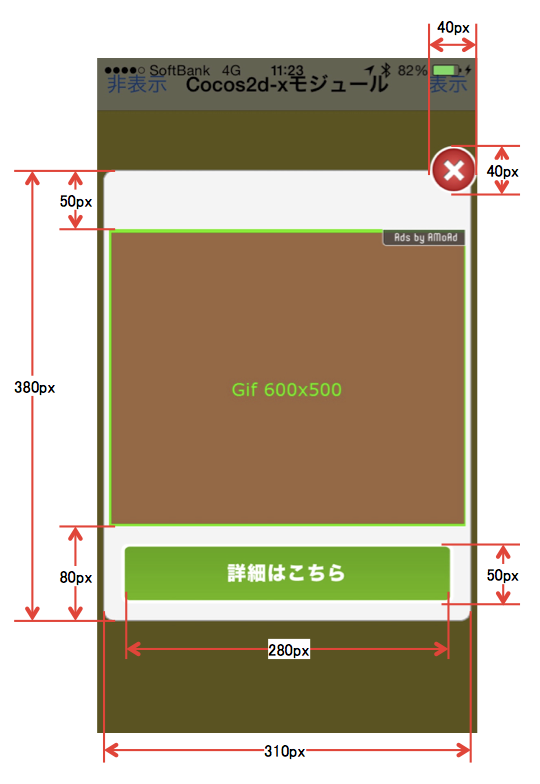 40px
●●●●○ SoftBank 4G 11:23 82%
非表示 Cocos2d-xモジュール 表示
40px
50px
Ads by AMoAd
380px
Gif 600x500
80px
詳細はこちら
50px
280px
310px